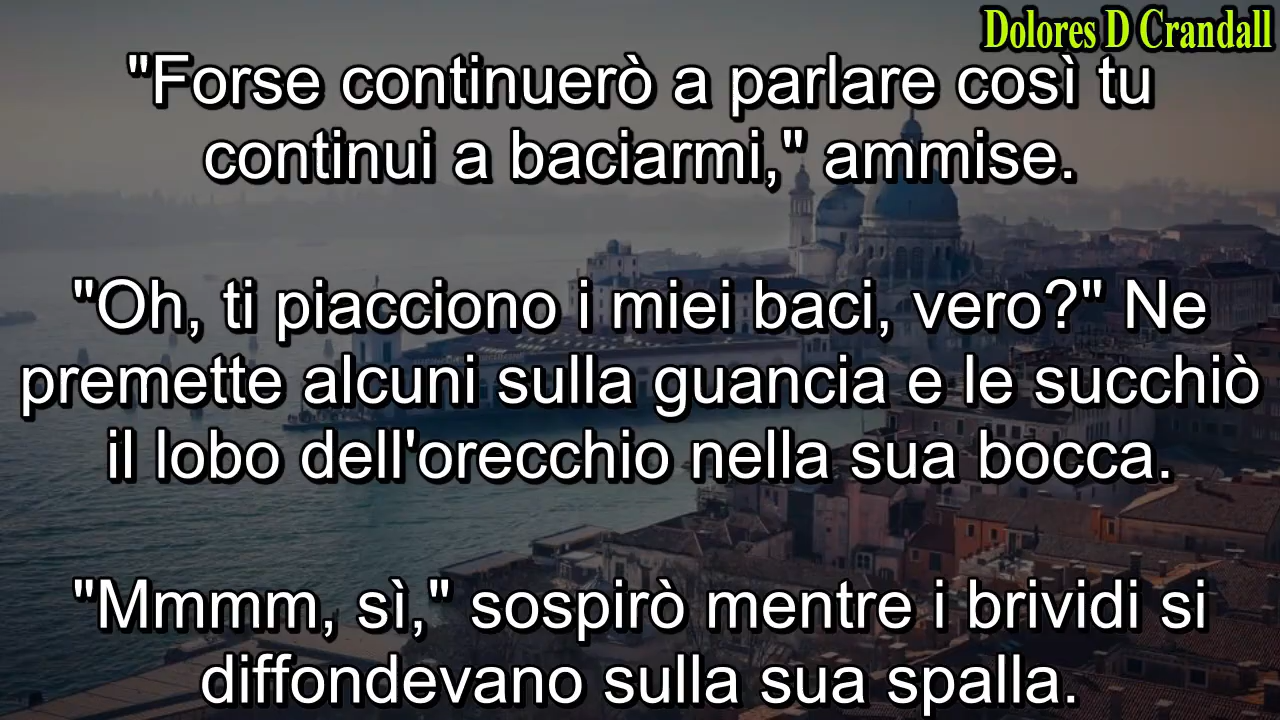 Dolores D Crandall
"Forse continuerò a parlare così tu
continui a baciarmi," ammise.
"Oh, ti piacciono i miei baci, vero?" Ne
premette alcuni sulla guancia e le succhiò
il lobo dell'orecchio nella sua bocca.
"Mmmm, sì," sospirò mentre i brividi si
diffondevano sulla sua spalla.